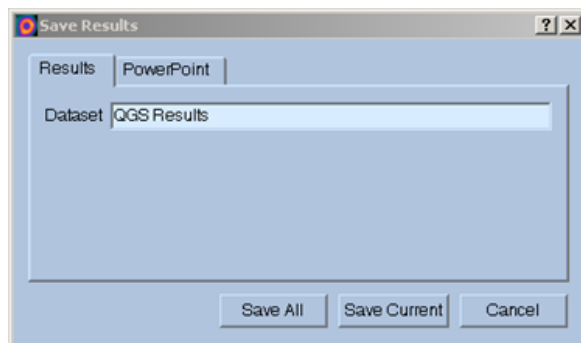 Save Results
Results PowerPoint
Dataset QGS Results
Save All Save Current Cancel